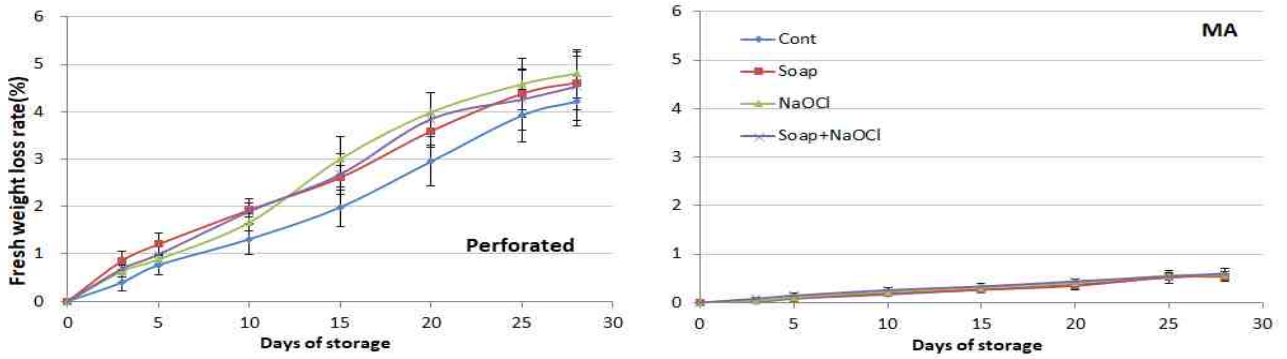 Fresh weight loss rate(%)
6
5
4
3
2
1
0
0 5 10 15 20 25 30
Days of storage
Perforated
6
5
4
3
2
1
0
0 5 10 15 20 25 30
Days of storage
MA
Cont
Soap
NaOCl
Soap+NaOCl